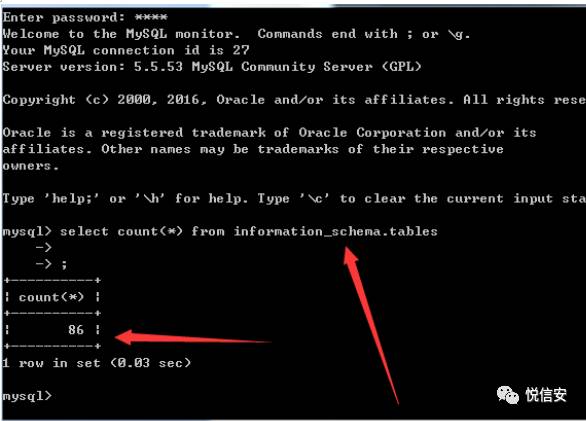 Enter password: ****
Welcome to the MySQL monitor.  Commands end with ; or \g.
Your MySQL connection id is 27
Server version: 5.5.53 MySQL Community Server (GPL)
Copyright (c) 2000, 2016, Oracle and/or its affiliates. All rights rese
Oracle is a registered trademark of Oracle Corporation and/or its
affiliates. Other names may be trademarks of their respective
owners.
Type 'help;' or '\h' for help. Type '\c' to clear the current input sta
mysql> select count(*) from information_schema.tables
    ->
    -> ;
+----------+
| count(*) |
+----------+
|       86 |
+----------+
1 row in set (0.03 sec)
mysql>
悦信安